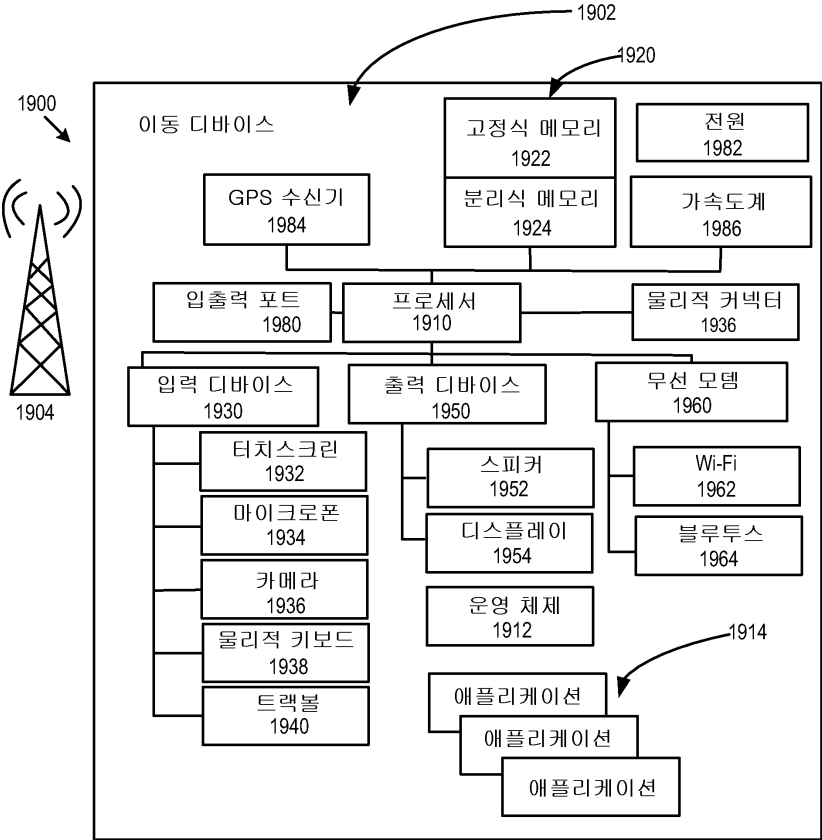 1902
1920
1900
이동 디바이스
고정식 메모리
1922
전원
1982
GPS 수신기
1984
분리식 메모리
1924
가속도계
1986
입출력 포트
1980
프로세서
1910
물리적 커넥터
1936
1904
입력 디바이스
1930
출력 디바이스
1950
무선 모뎀
1960
터치스크린
1932
스피커
1952
Wi-Fi
1962
마이크로폰
1934
디스플레이
1954
블루투스
1964
카메라
1936
운영 체제
1912
물리적 키보드
1938
1914
트랙볼
1940
애플리케이션
애플리케이션
애플리케이션